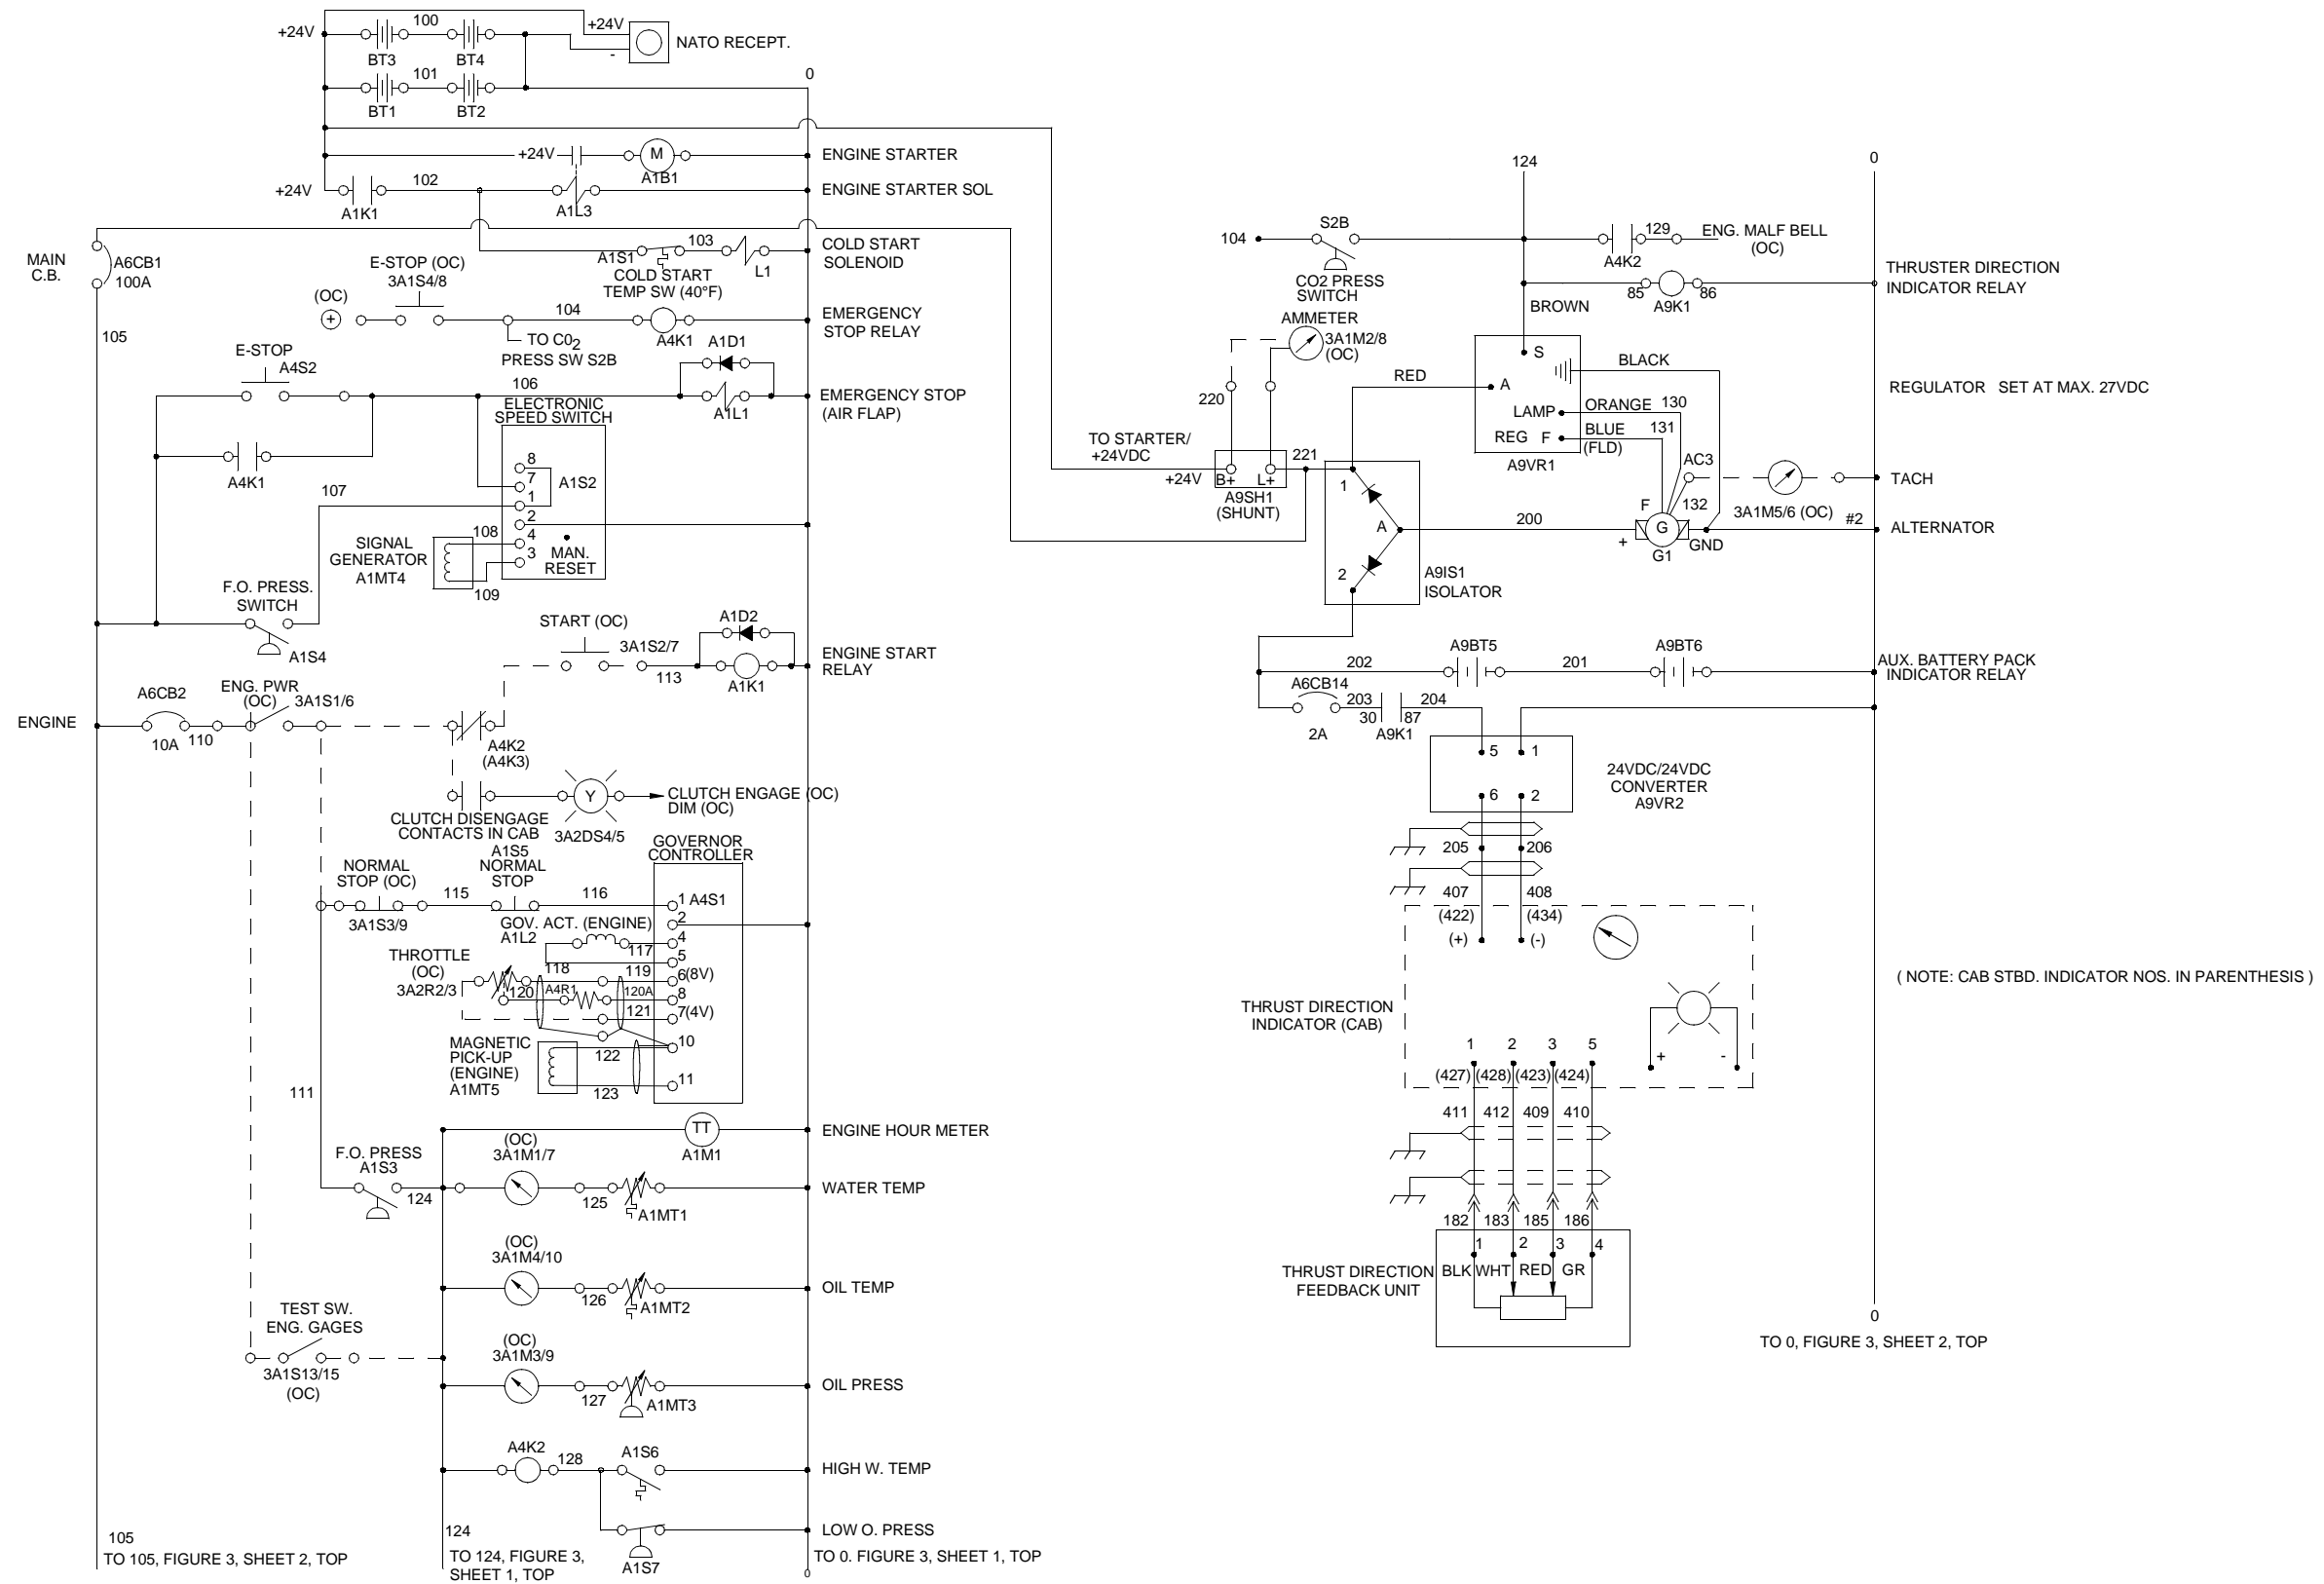 +24V
100
BT3
BT4
+24V
-
NATO RECEPT.
101
BT1
BT2
0
+24V
M
A1B1
ENGINE STARTER
+24V
A1K1
102
A1L3
ENGINE STARTER SOL
MAIN
C.B.
A6CB1
100A
A1S1
103
L1
COLD START
TEMP SW (40°F)
COLD START
SOLENOID
E-STOP (OC)
3A1S4/8
(OC)
+
104
TO C02
PRESS SW S2B
A4K1
EMERGENCY
STOP RELAY
105
E-STOP
A4S2
A1D1
106
A1L1
EMERGENCY STOP
(AIR FLAP)
ELECTRONIC
SPEED SWITCH
A4K1
107
8
7
1
2
4
3
A1S2
MAN.
RESET
SIGNAL
GENERATOR
A1MT4
108
109
F.O. PRESS.
SWITCH
A1S4
START (OC)
3A1S2/7
113
A1D2
A1K1
ENGINE START
RELAY
ENGINE
A6CB2
10A
110
ENG. PWR
(OC)
3A1S1/6
A4K2
(A4K3)
Y
CLUTCH ENGAGE (OC)
DIM (OC)
CLUTCH DISENGAGE
CONTACTS IN CAB
3A2DS4/5
A1S5
NORMAL
STOP
GOVERNOR
CONTROLLER
NORMAL
STOP (OC)
3A1S3/9
115
116
1
A4S1
2
GOV. ACT. (ENGINE)
A1L2
117
4
5
THROTTLE
(OC)
3A2R2/3
118
119
6(8V)
120
A4R1
120A
8
121
7(4V)
MAGNETIC
PICK-UP
(ENGINE)
A1MT5
122
10
123
11
111
TT
A1M1
ENGINE HOUR METER
F.O. PRESS
A1S3
124
(OC)
3A1M1/7
125
A1MT1
WATER TEMP
(OC)
3A1M4/10
126
A1MT2
OIL TEMP
TEST SW.
ENG. GAGES
3A1S13/15
(OC)
(OC)
3A1M3/9
127
A1MT3
OIL PRESS
A4K2
128
A1S6
HIGH W. TEMP
A1S7
LOW O. PRESS
105
TO 105, FIGURE 3, SHEET 2, TOP
124
TO 124, FIGURE 3,
SHEET 1, TOP
TO 0. FIGURE 3, SHEET 1, TOP
0
124
0
104
S2B
CO2 PRESS
SWITCH
A4K2
129
ENG. MALF BELL
(OC)
BROWN
85
A9K1
86
THRUSTER DIRECTION
INDICATOR RELAY
AMMETER
3A1M2/8
(OC)
220
RED
S
A
LAMP
REG F
A9VR1
BLACK
ORANGE
130
BLUE
(FLD)
131
REGULATOR SET AT MAX. 27VDC
TO STARTER/
+24VDC
+24V
B+
L+
221
A9SH1
(SHUNT)
1
A
2
A9IS1
ISOLATOR
200
AC3
F
132
G
+
G1
GND
3A1M5/6 (OC)
TACH
#2
ALTERNATOR
202
A9BT5
201
A9BT6
AUX. BATTERY PACK
INDICATOR RELAY
A6CB14
2A
203
30
A9K1
87
204
5
1
6
2
24VDC/24VDC
CONVERTER
A9VR2
205
206
407
408
(422)
(434)
(+)
(-)
( NOTE: CAB STBD. INDICATOR NOS. IN PARENTHESIS )
THRUST DIRECTION
INDICATOR (CAB)
+
-
1
2
3
5
(427)
(428)
(423)
(424)
411
412
409
410
182
183
185
186
1
2
3
4
BLK
WHT
RED
GR
THRUST DIRECTION
FEEDBACK UNIT
0
TO 0, FIGURE 3, SHEET 2, TOP